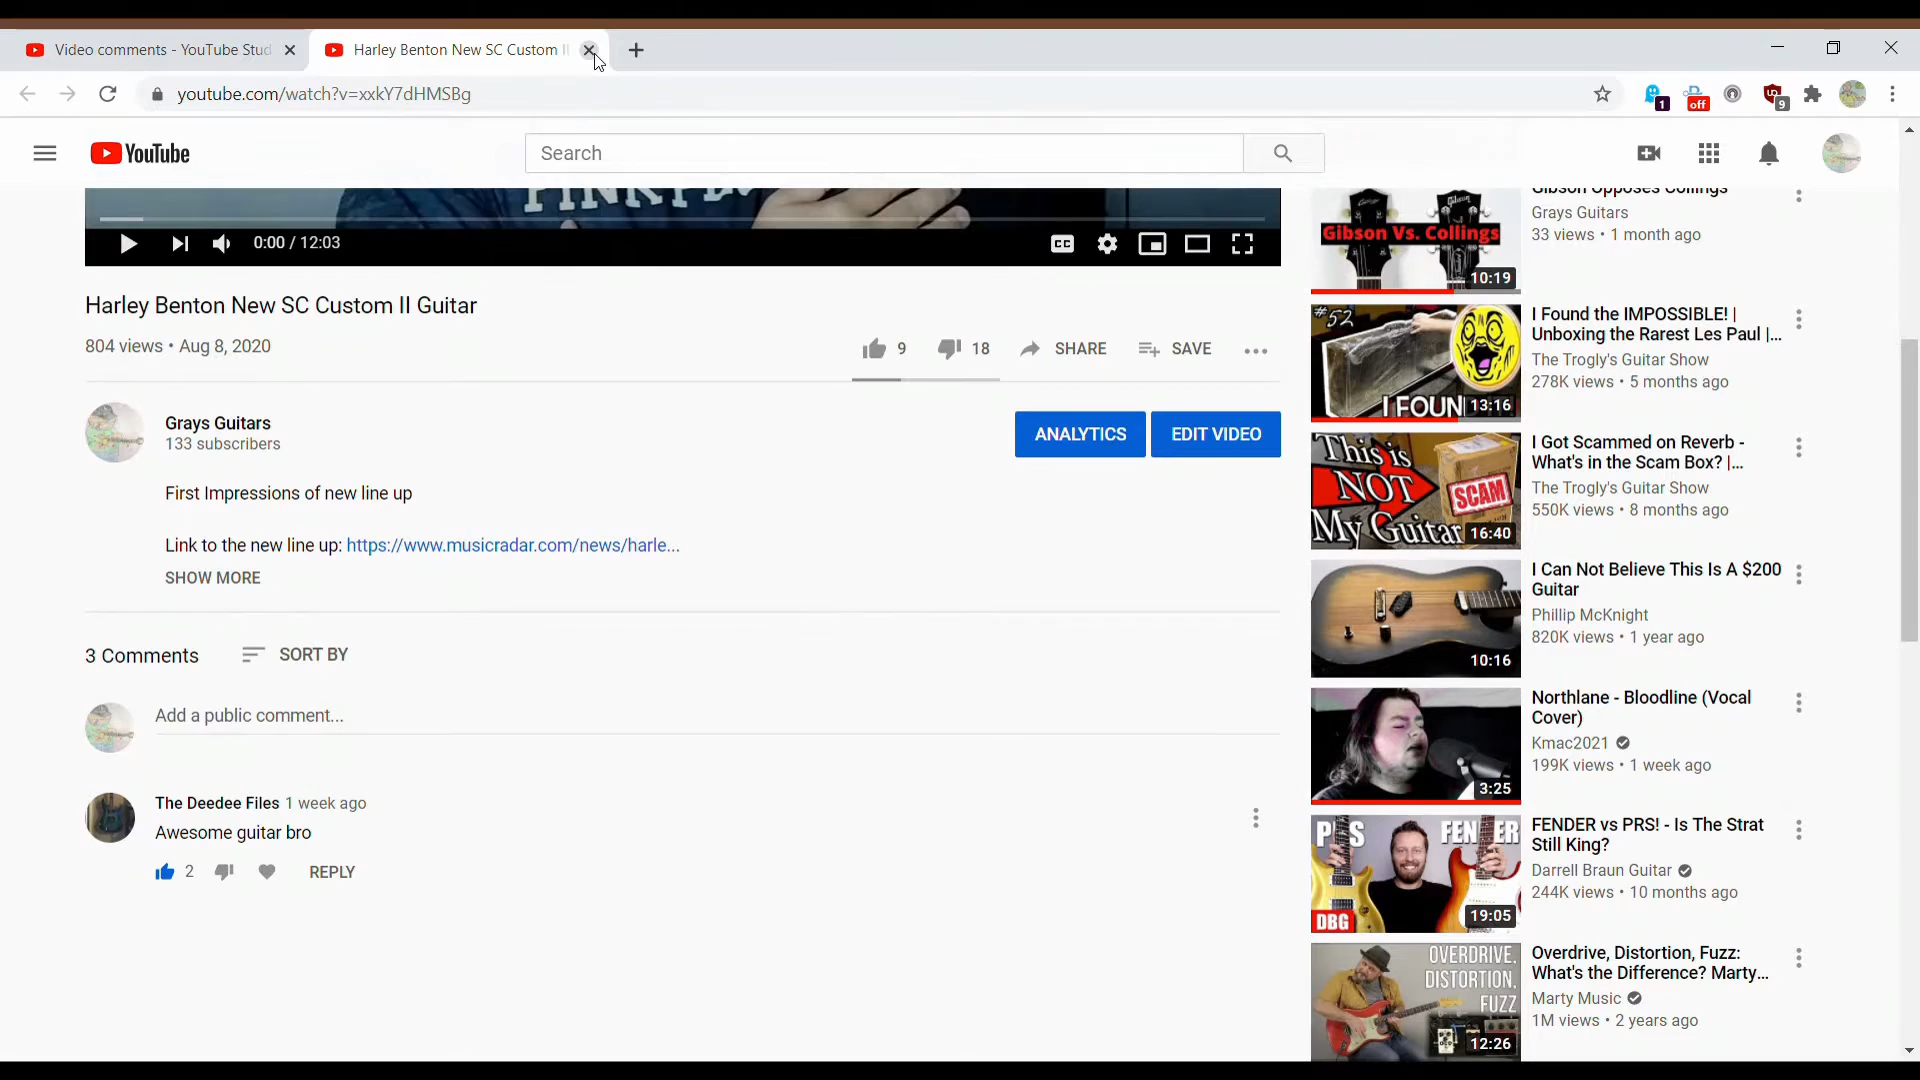 Video comments - YouTube Stud
Harley Benton New SC Custom II
youtube.com/watch?v=xxkY7dHMSBg
1
off
9
YouTube
Search
0:00 / 12:03
CC
Harley Benton New SC Custom II Guitar
804 views • Aug 8, 2020
9
18
SHARE
SAVE
Grays Guitars
133 subscribers
ANALYTICS
EDIT VIDEO
First Impressions of new line up
Link to the new line up: https://www.musicradar.com/news/harle...
SHOW MORE
3 Comments
SORT BY
Add a public comment...
The Deedee Files 1 week ago
Awesome guitar bro
2
REPLY
Gibson Vs. Collings
10:19
Gibson Opposes Collings
Grays Guitars
33 views • 1 month ago
#52
I FOUN
13:16
I Found the IMPOSSIBLE! |
Unboxing the Rarest Les Paul |...
The Trogly's Guitar Show
278K views • 5 months ago
This is
NOT
My Guitar
SCAM
16:40
I Got Scammed on Reverb -
What's in the Scam Box? |...
The Trogly's Guitar Show
550K views • 8 months ago
10:16
I Can Not Believe This Is A $200
Guitar
Phillip McKnight
820K views • 1 year ago
3:25
Northlane - Bloodline (Vocal
Cover)
Kmac2021
199K views • 1 week ago
DBG
19:05
FENDER vs PRS! - Is The Strat
Still King?
Darrell Braun Guitar
244K views • 10 months ago
OVERDRIVE,
DISTORTION,
FUZZ
12:26
Overdrive, Distortion, Fuzz:
What's the Difference? Marty...
Marty Music
1M views • 2 years ago